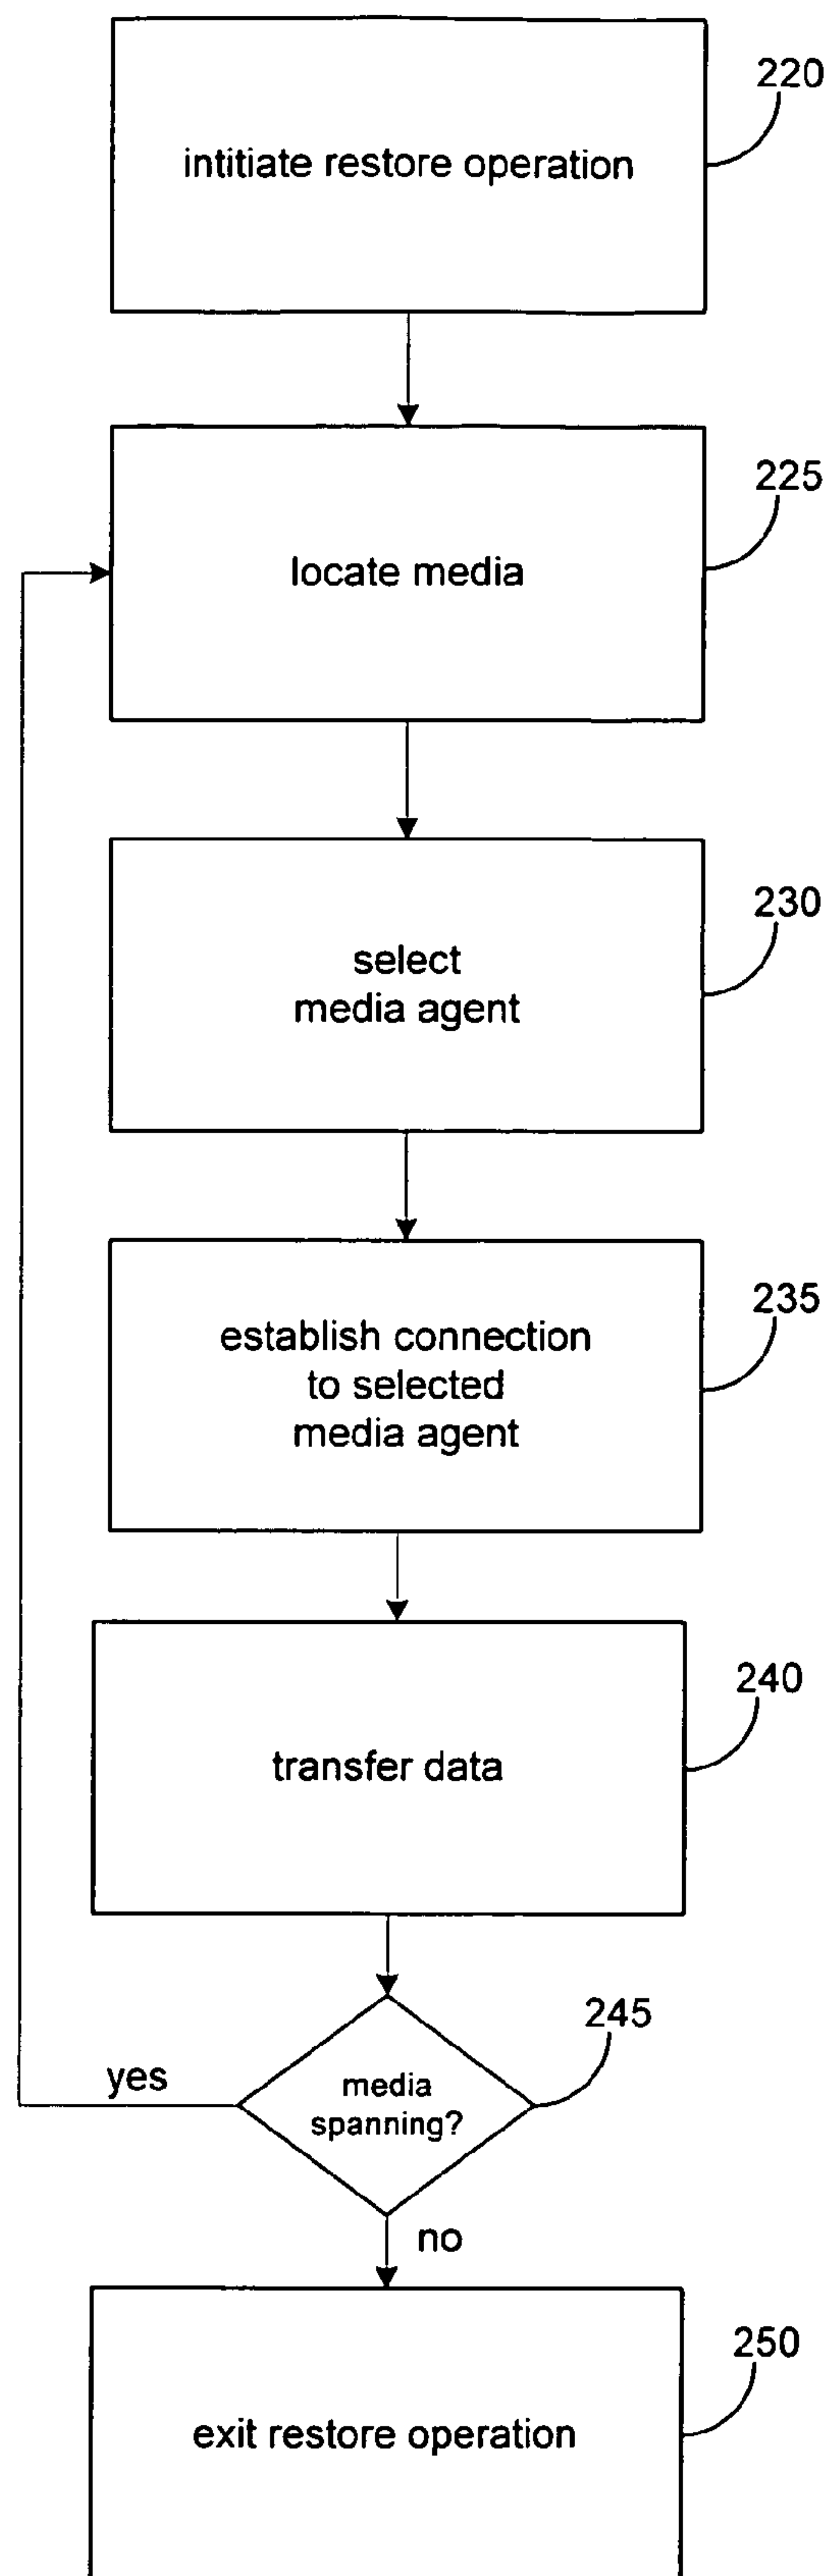 220
intitiate restore operation
225
locate media
230
select
media agent
235
establish connection
to selected
media agent
240
transfer data
245
yes
media
spanning?
no
250
exit restore operation